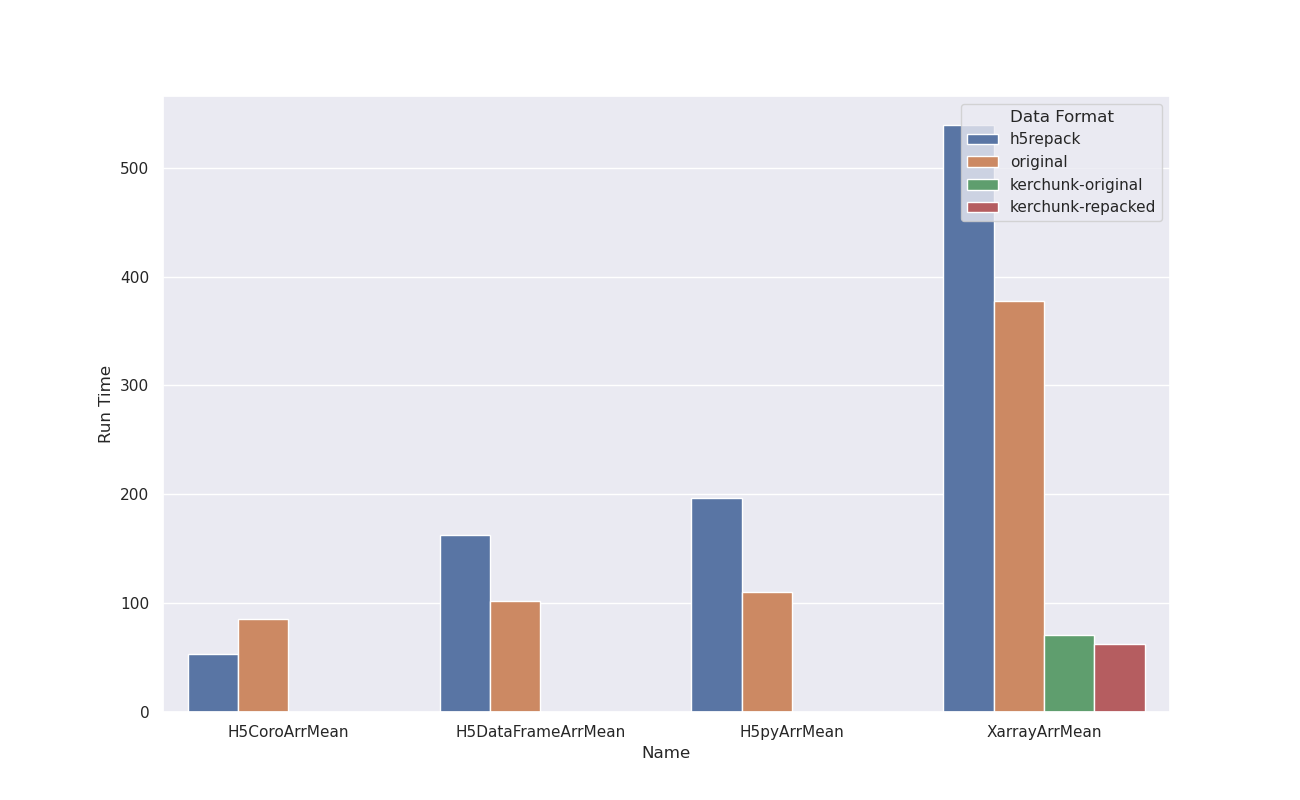 Data Format
h5repack
original
kerchunk-original
kerchunk-repacked
500
400
300
200
100
0
Run Time
H5CoroArrMean
H5DataFrameArrMean
H5pyArrMean
XarrayArrMean
Name